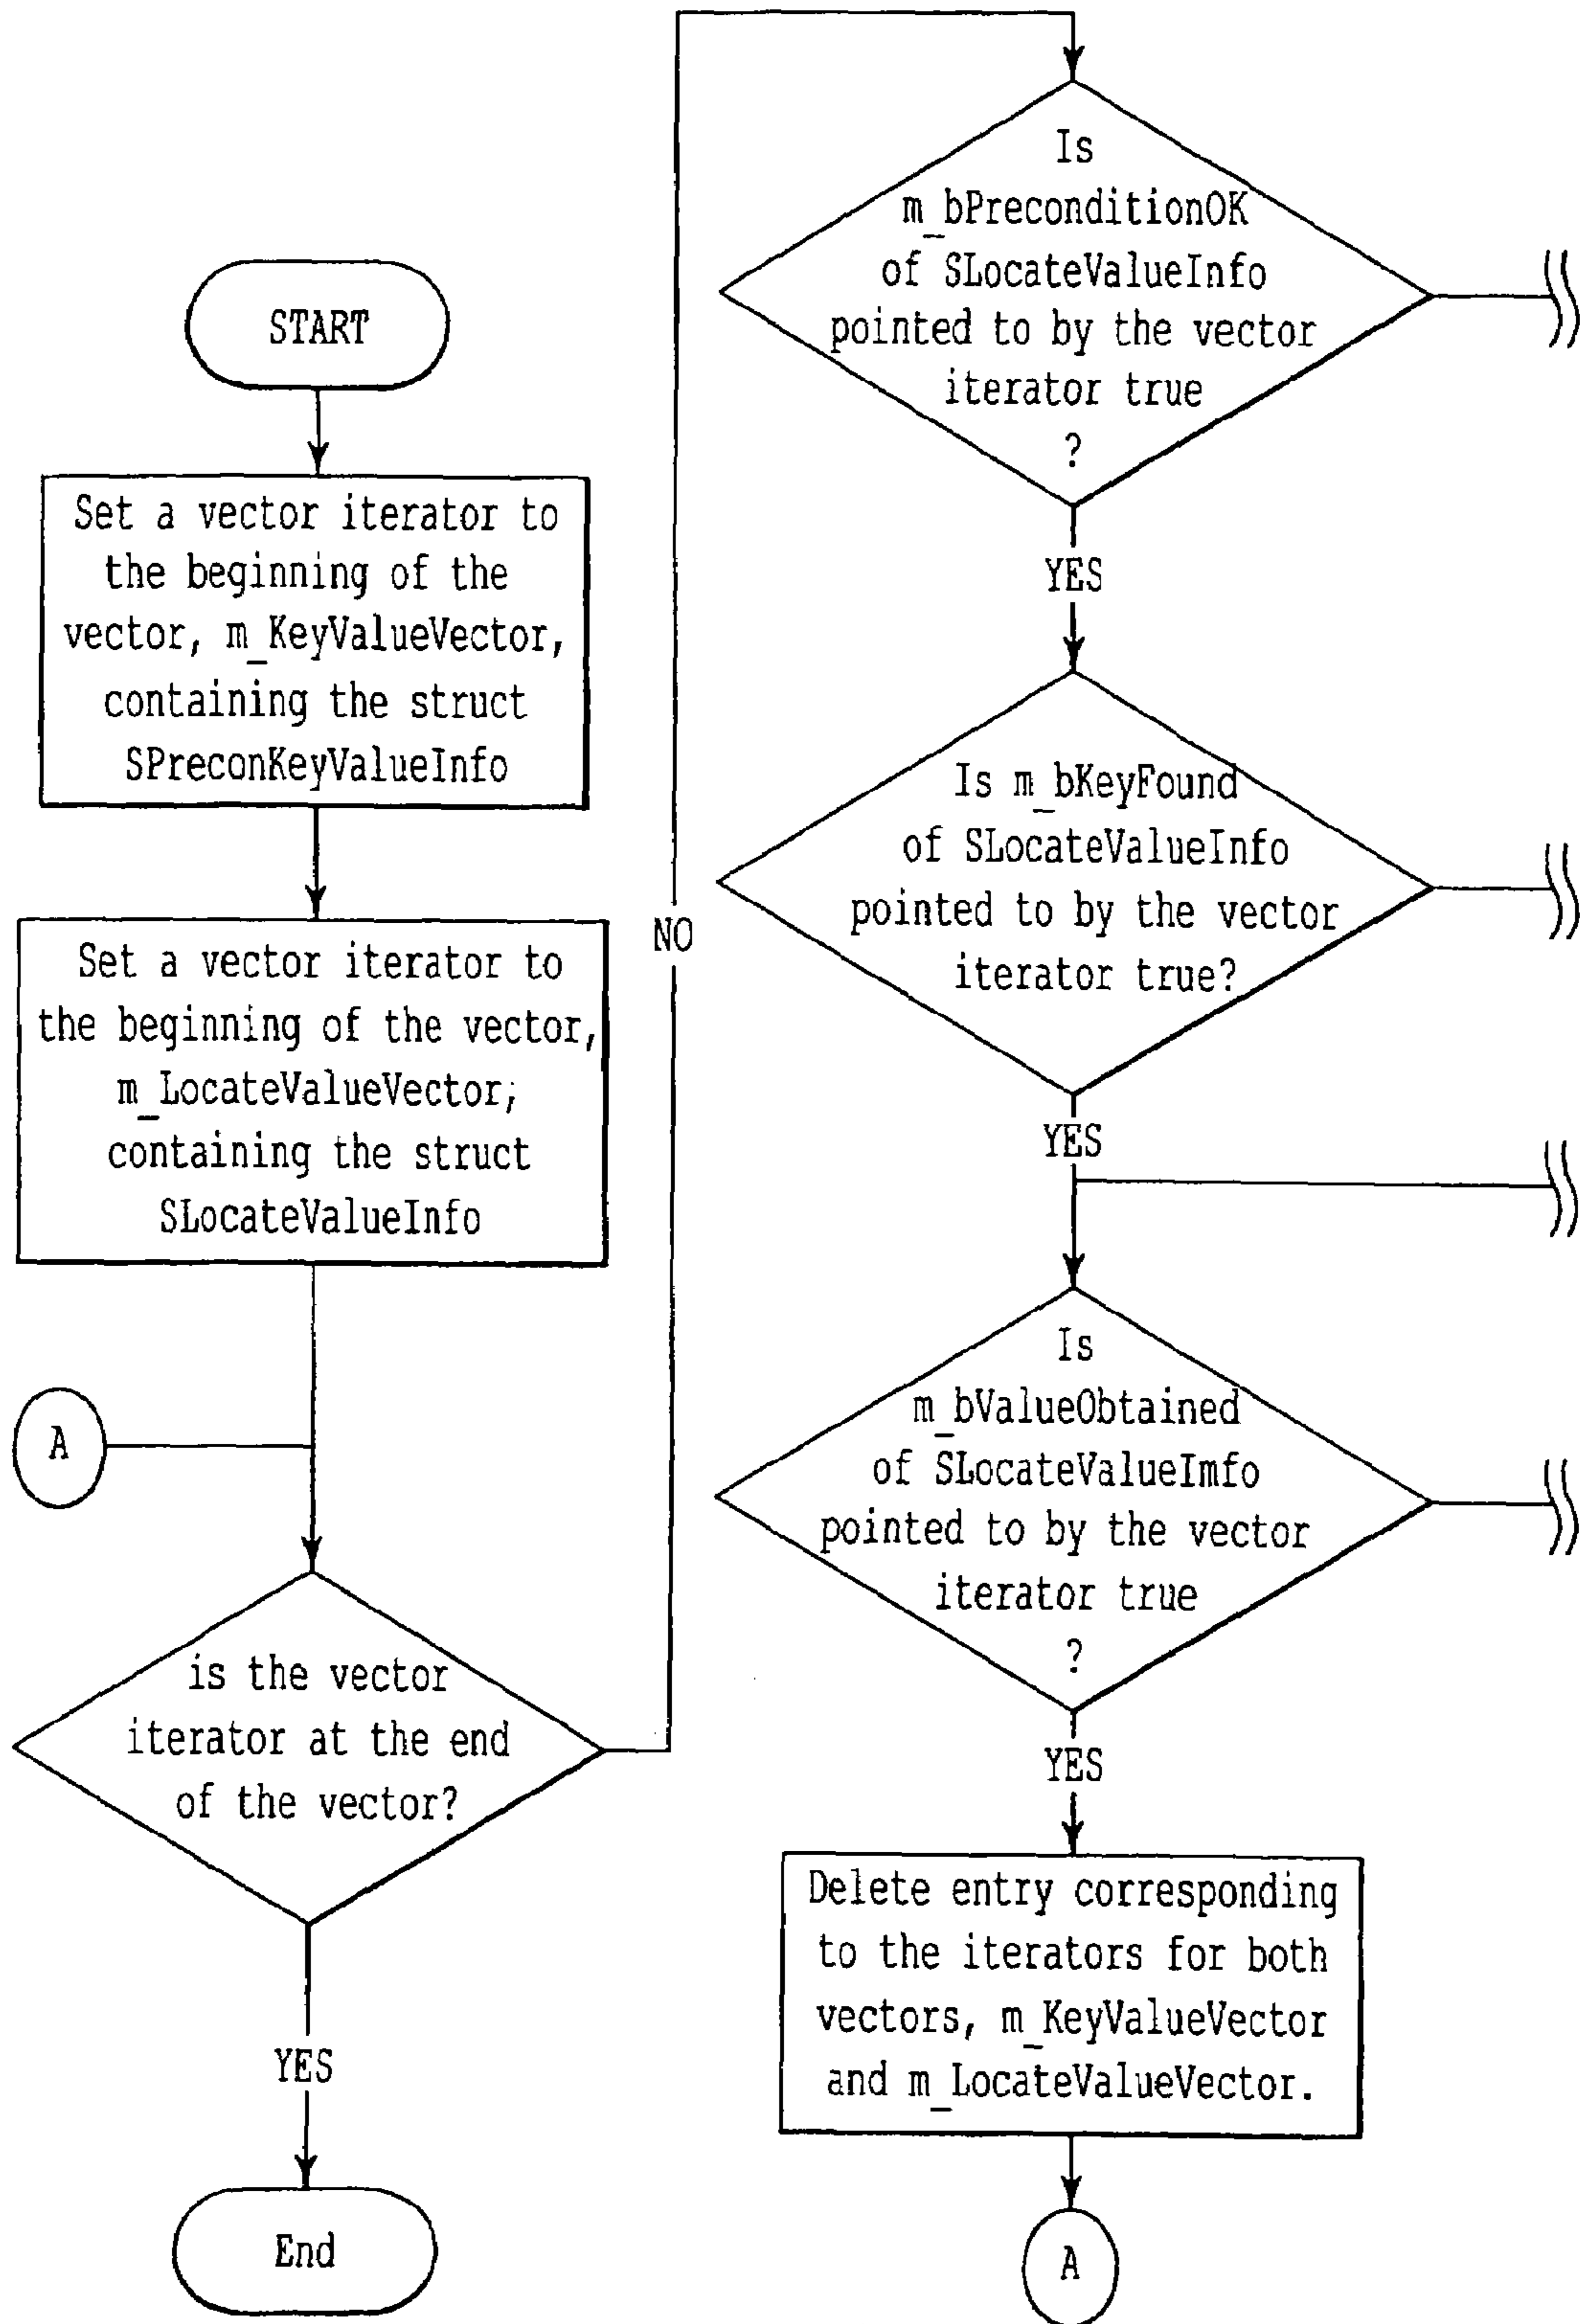 START
Set a vector iterator to
the beginning of the
vector, m_KeyValueVector,
containing the struct
SPreconKeyValueInfo
Set a vector iterator to
the beginning of the vector,
m_LocateValueVector;
containing the struct
SLocateValueInfo
A
is the vector
iterator at the end
of the vector?
YES
End
NO
Is
m_bPreconditionOK
of SLocateValueInfo
pointed to by the vector
iterator true
?
YES
Is m_bKeyFound
of SLocateValueInfo
pointed to by the vector
iterator true?
YES
Is
m_bValueObtained
of SLocateValueImfo
pointed to by the vector
iterator true
?
YES
Delete entry corresponding
to the iterators for both
vectors, m_KeyValueVector
and m_LocateValueVector.
A